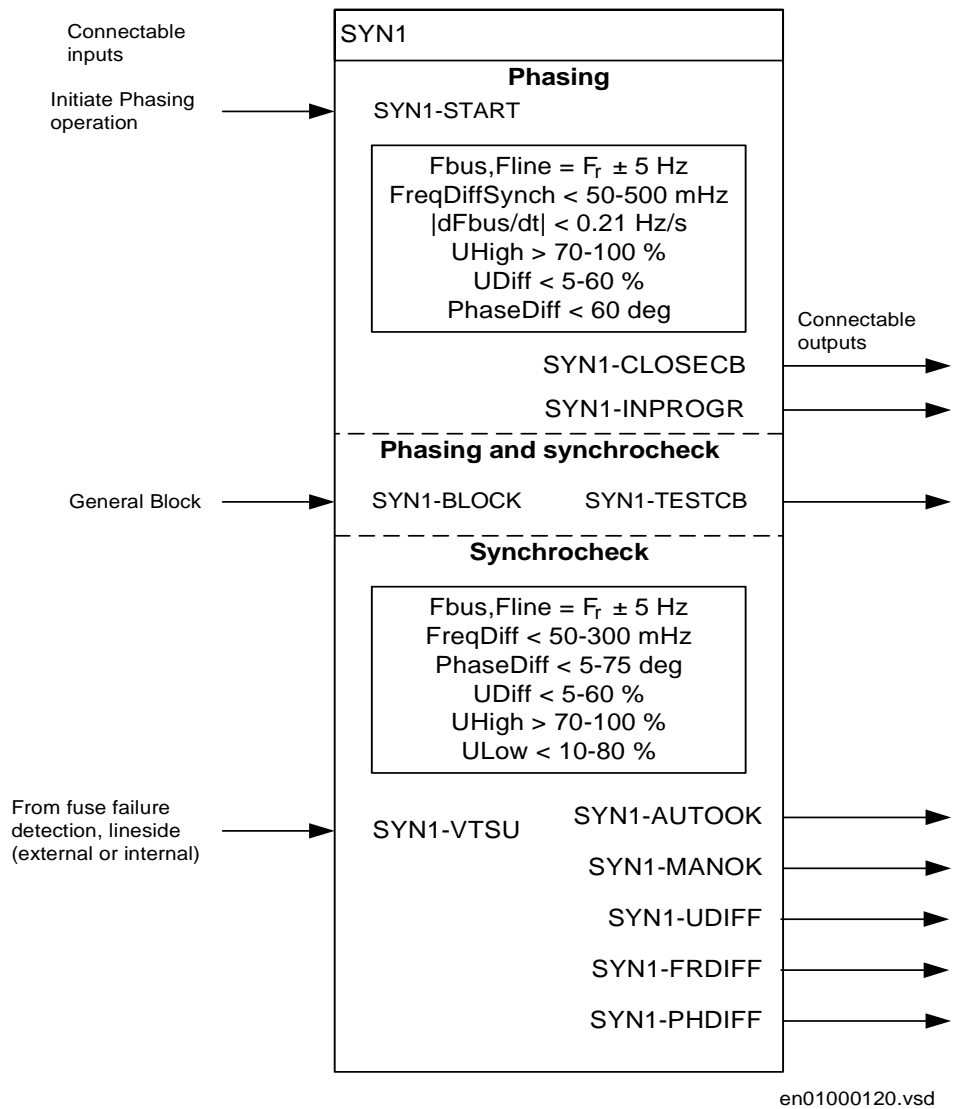 Connectable
inputs
SYN1
Phasing
Initiate Phasing
operation
SYN1-START
Fbus,Fline = Fr ± 5 Hz
FreqDiffSynch < 50-500 mHz
|dFbus/dt| < 0.21 Hz/s
UHigh > 70-100 %
UDiff < 5-60 %
PhaseDiff < 60 deg
Connectable
outputs
SYN1-CLOSECB
SYN1-INPROGR
Phasing and synchrocheck
General Block
SYN1-BLOCK
SYN1-TESTCB
Synchrocheck
Fbus,Fline = Fr ± 5 Hz
FreqDiff < 50-300 mHz
PhaseDiff < 5-75 deg
UDiff < 5-60 %
UHigh > 70-100 %
ULow < 10-80 %
From fuse failure
detection, lineside
(external or internal)
SYN1-VTSU
SYN1-AUTOOK
SYN1-MANOK
SYN1-UDIFF
SYN1-FRDIFF
SYN1-PHDIFF
en01000120.vsd